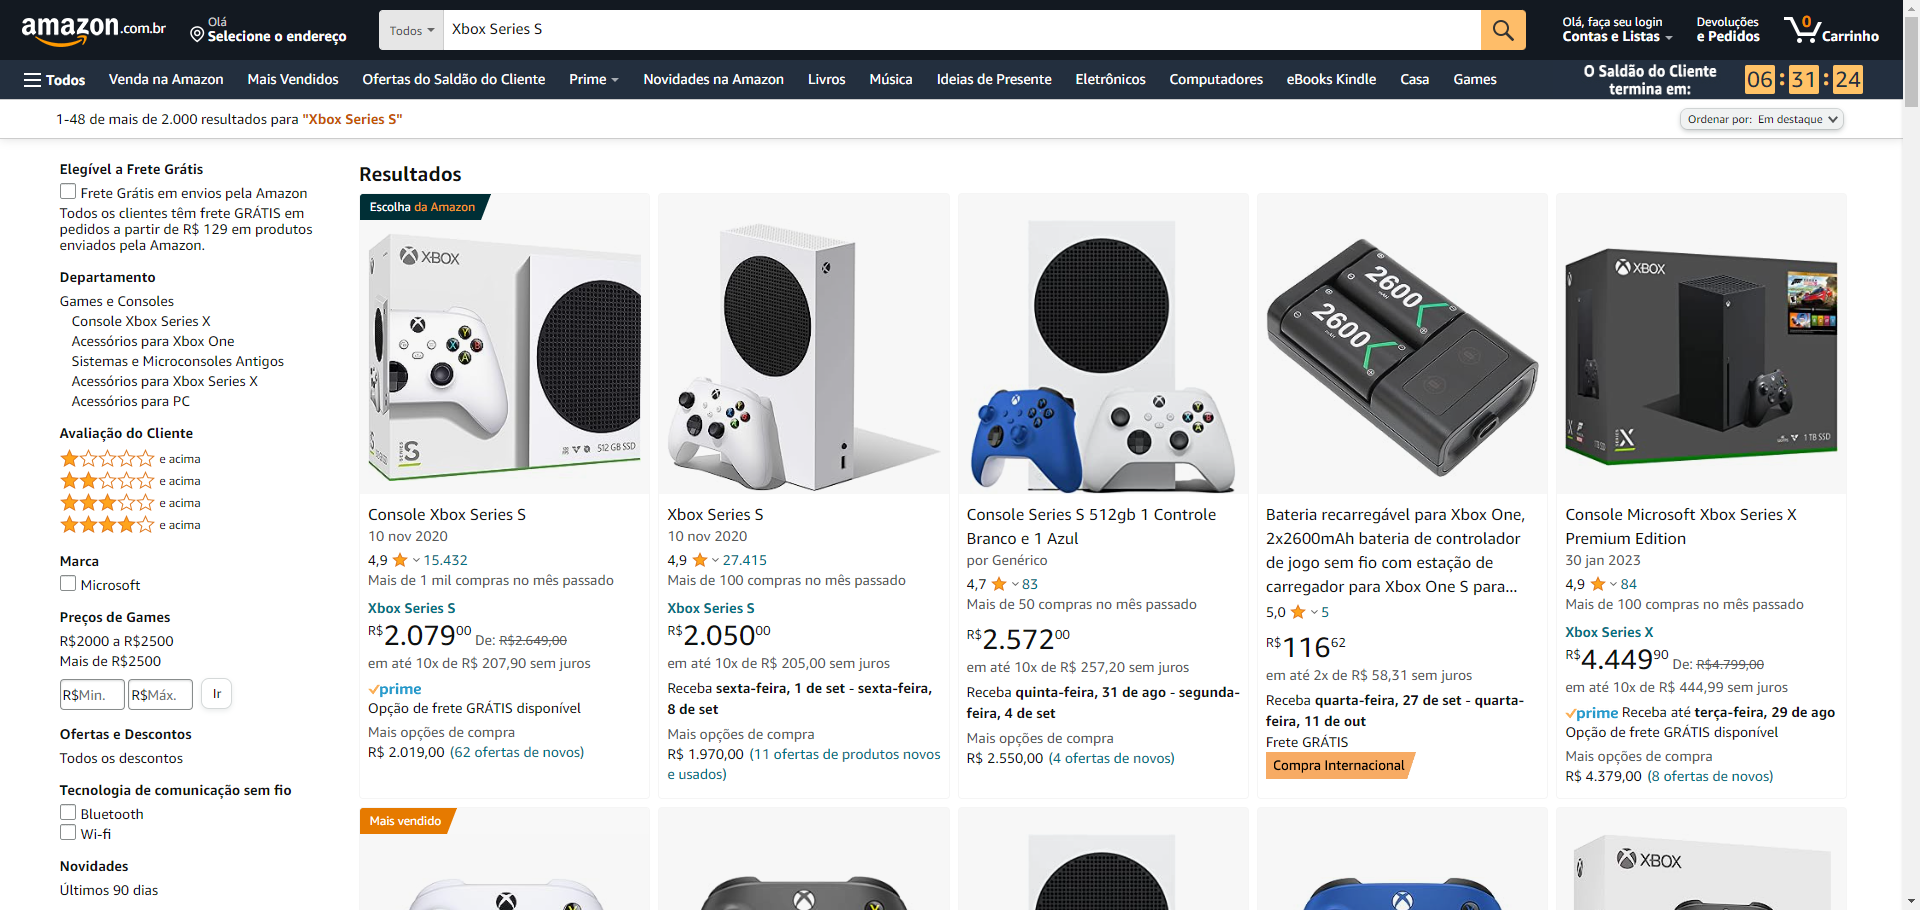 amazon.com.br
Olá
Selecione o endereço
Todos
Xbox Series S
Olá, faça seu login
Contas e Listas
Devoluções
e Pedidos
0
Carrinho
Todos
Venda na Amazon
Mais Vendidos
Ofertas do Saldão do Cliente
Prime
Novidades na Amazon
Livros
Música
Ideias de Presente
Eletrônicos
Computadores
eBooks Kindle
Casa
Games
O Saldão do Cliente
termina em:
06:31:24
1-48 de mais de 2.000 resultados para "Xbox Series S"
Ordenar por: Em destaque
Elegível a Frete Grátis
Frete Grátis em envios pela Amazon
Todos os clientes têm frete GRÁTIS em
pedidos a partir de R$ 129 em produtos
enviados pela Amazon.
Departamento
Games e Consoles
Console Xbox Series X
Acessórios para Xbox One
Sistemas e Microconsoles Antigos
Acessórios para Xbox Series X
Acessórios para PC
Avaliação do Cliente
e acima
e acima
e acima
e acima
Marca
Microsoft
Preços de Games
R$2000 a R$2500
Mais de R$2500
R$Min.
R$Máx.
Ir
Ofertas e Descontos
Todos os descontos
Tecnologia de comunicação sem fio
Bluetooth
Wi-fi
Novidades
Últimos 90 dias
Resultados
Escolha da Amazon
XBOX
SERIES S
512 GB SSD
Console Xbox Series S
10 nov 2020
4,9 15.432
Mais de 1 mil compras no mês passado
Xbox Series S
R$2.079,00 De: R$2.649,00
em até 10x de R$ 207,90 sem juros
prime
Opção de frete GRÁTIS disponível
Mais opções de compra
R$ 2.019,00 (62 ofertas de novos)
Xbox Series S
10 nov 2020
4,9 27.415
Mais de 100 compras no mês passado
Xbox Series S
R$2.050,00
em até 10x de R$ 205,00 sem juros
Receba sexta-feira, 1 de set - sexta-feira,
8 de set
Mais opções de compra
R$ 1.970,00 (11 ofertas de produtos novos
e usados)
Console Series S 512gb 1 Controle
Branco e 1 Azul
por Genérico
4,7 83
Mais de 50 compras no mês passado
R$2.572,00
em até 10x de R$ 257,20 sem juros
Receba quinta-feira, 31 de ago - segunda-
feira, 4 de set
Mais opções de compra
R$ 2.550,00 (4 ofertas de novos)
2600
mAh
2600
Bateria recarregável para Xbox One,
2x2600mAh bateria de controlador
de jogo sem fio com estação de
carregador para Xbox One S para...
5,0 5
R$116,62
em até 2x de R$ 58,31 sem juros
Receba quarta-feira, 27 de set - quarta-
feira, 11 de out
Frete GRÁTIS
Compra Internacional
XBOX
SERIES X
1 TB SSD
Console Microsoft Xbox Series X
Premium Edition
30 jan 2023
4,9 84
Mais de 100 compras no mês passado
Xbox Series X
R$4.449,90 De: R$4.799,00
em até 10x de R$ 444,99 sem juros
prime Receba até terça-feira, 29 de ago
Opção de frete GRÁTIS disponível
Mais opções de compra
R$ 4.379,00 (8 ofertas de novos)
Mais vendido
XBOX